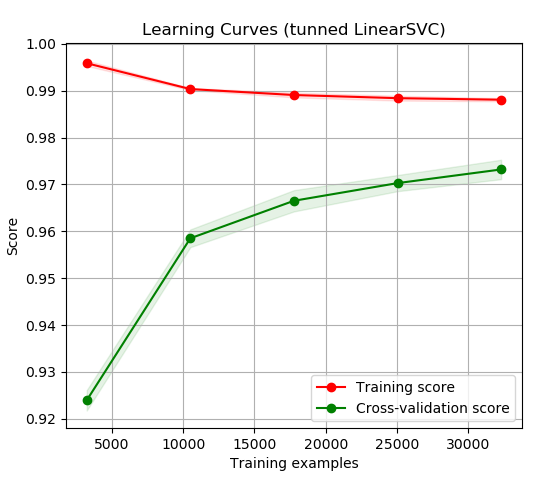 Learning Curves (tunned LinearSVC)
1.00
0.99
0.98
0.97
0.96
0.95
0.94
0.93
0.92
Score
5000 10000 15000 20000 25000 30000
Training examples
Training score
Cross-validation score